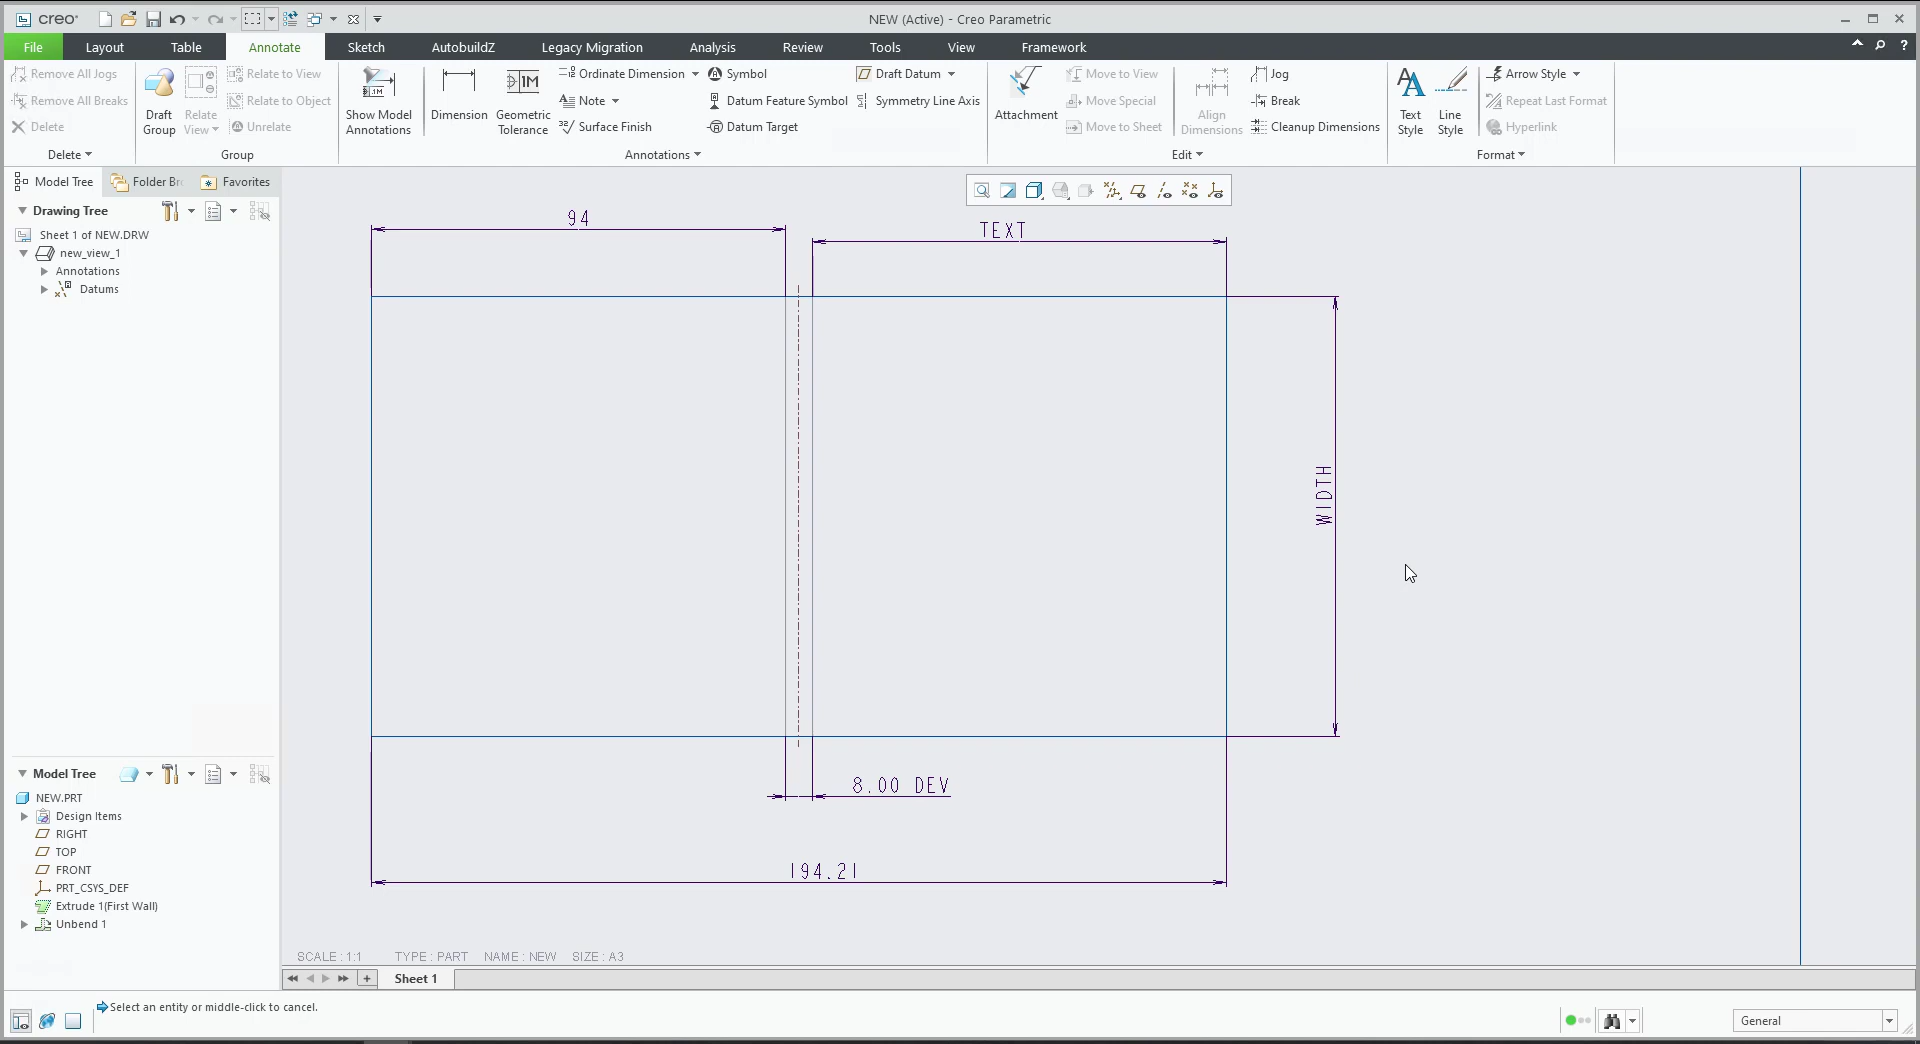 creo®
NEW (Active) - Creo Parametric
File
Layout
Table
Annotate
Sketch
AutobuildZ
Legacy Migration
Analysis
Review
Tools
View
Framework
Remove All Jogs
Remove All Breaks
Delete
Delete
Draft Group
Relate View
Relate to View
Relate to Object
Unrelate
Group
Show Model Annotations
Dimension
Geometric Tolerance
Ordinate Dimension
Note
Surface Finish
Symbol
Datum Feature Symbol
Datum Target
Draft Datum
Symmetry Line Axis
Annotations
Attachment
Move to View
Move Special
Move to Sheet
Align Dimensions
Jog
Break
Cleanup Dimensions
Edit
Text Style
Line Style
Arrow Style
Repeat Last Format
Hyperlink
Format
Model Tree
Folder Br
Favorites
Drawing Tree
Sheet 1 of NEW.DRW
new_view_1
Annotations
Datums
Model Tree
NEW.PRT
Design Items
RIGHT
TOP
FRONT
PRT_CSYS_DEF
Extrude 1(First Wall)
Unbend 1
94
TEXT
WIDTH
8.00 DEV
194.21
SCALE : 1:1 TYPE : PART NAME : NEW SIZE : A3
Sheet 1
Select an entity or middle-click to cancel.
General